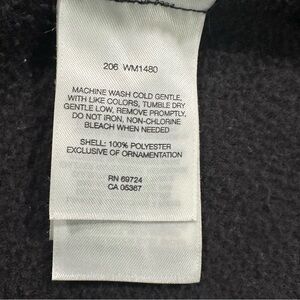 206 WM1480
MACHINE WASH COLD GENTLE,
WITH LIKE COLORS, TUMBLE DRY
GENTLE LOW, REMOVE PROMPTLY,
DO NOT IRON, NON-CHLORINE
BLEACH WHEN NEEDED
SHELL: 100% POLYESTER
EXCLUSIVE OF ORNAMENTATION
RN 69724
CA 05367